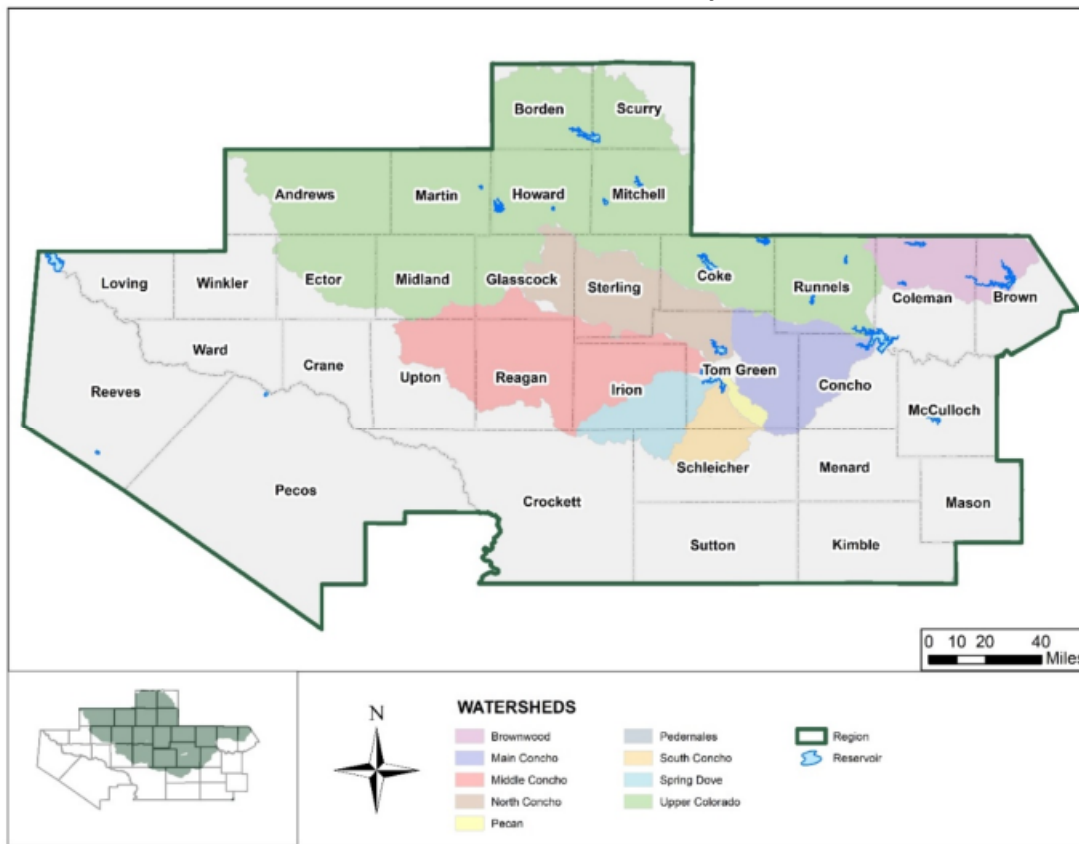 Borden
Scurry
Andrews
Martin
Howard
Mitchell
Loving
Winkler
Ector
Midland
Glasscock
Sterling
Coke
Runnels
Coleman
Brown
Reeves
Ward
Crane
Upton
Reagan
Irion
Tom Green
Concho
McCulloch
Pecos
Crockett
Schleicher
Menard
Mason
Sutton
Kimble
0 10 20 40
Miles
N
WATERSHEDS
Brownwood
Main Concho
Middle Concho
North Concho
Pecan
Pedernales
South Concho
Spring Dove
Upper Colorado
Region
Reservoir